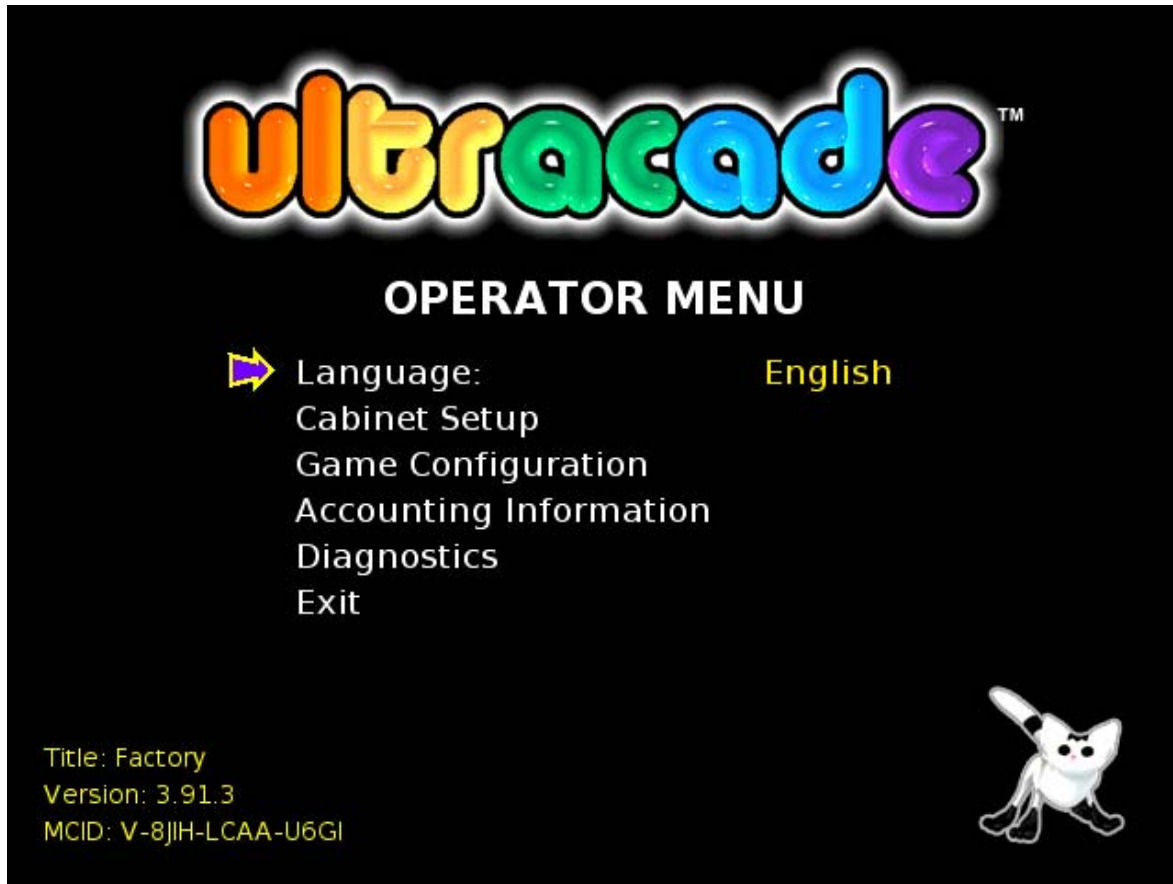 ultracade™
OPERATOR MENU
Language: English
Cabinet Setup
Game Configuration
Accounting Information
Diagnostics
Exit
Title: Factory
Version: 3.91.3
MCID: V-8JIH-LCAA-U6GI